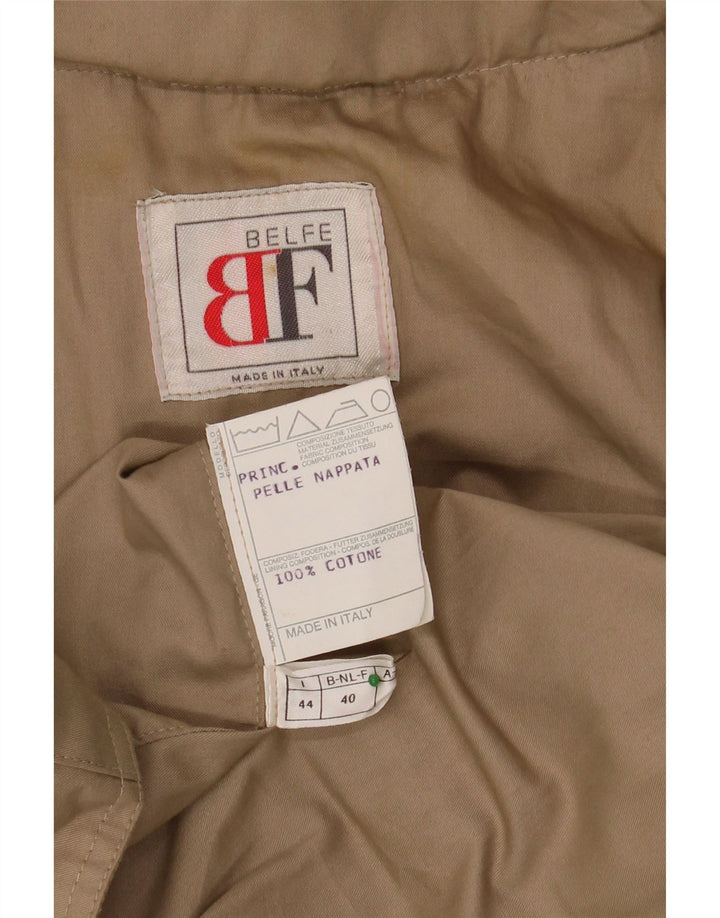 BELFE
BF
MADE IN ITALY
MODELLO
COMPOSIZIONE TESSUTO
MATERIAL ZUSAMMENSETZUNG
FABRIC COMPOSITION
COMPOSITION DU TISSU
PRINC.
PELLE NAPPATA
COMPOSIZ. FODERA - FUTTER ZUSAMMENSETZUNG
LINING COMPOSITION - COMPOS. DE LA DOUBLURE
100% COTONE
MADE IN ITALY
I B-NL-F A-
44 40